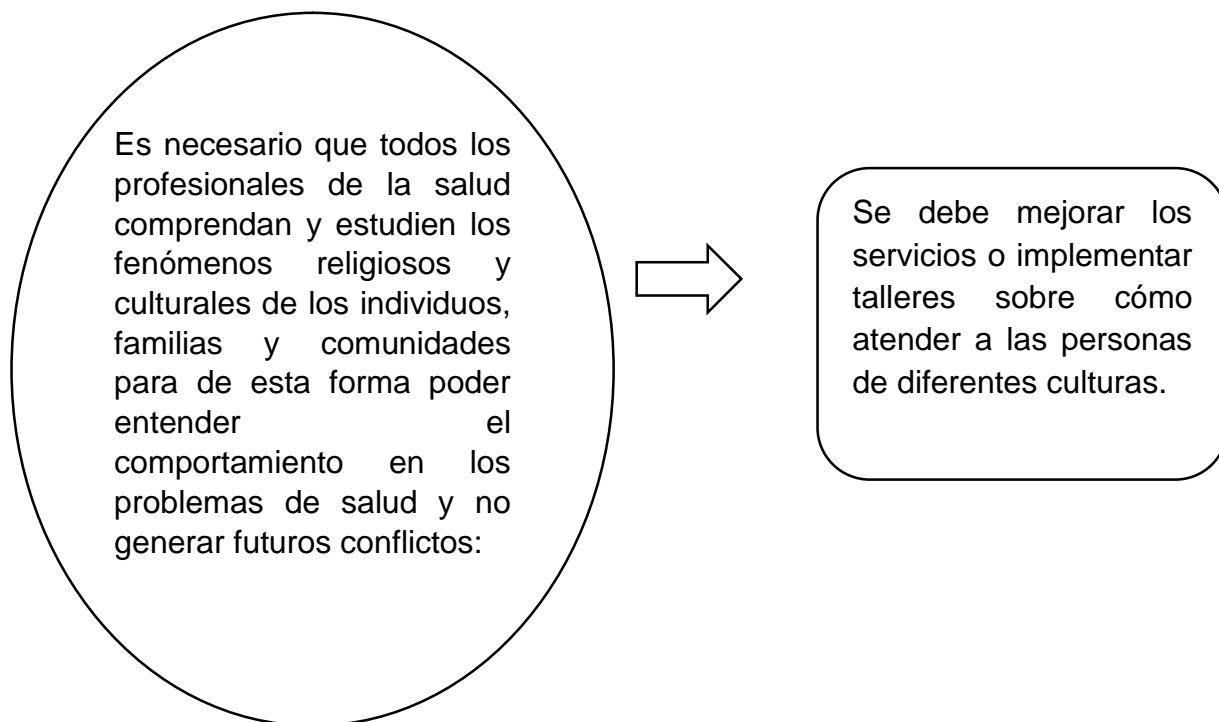 Es necesario que todos los
profesionales de la salud
comprendan y estudien los
fenómenos religiosos y
culturales de los individuos,
familias y comunidades
para de esta forma poder
entender el
comportamiento en los
problemas de salud y no
generar futuros conflictos:
Se debe mejorar los
servicios o implementar
talleres sobre cómo
atender a las personas
de diferentes culturas.